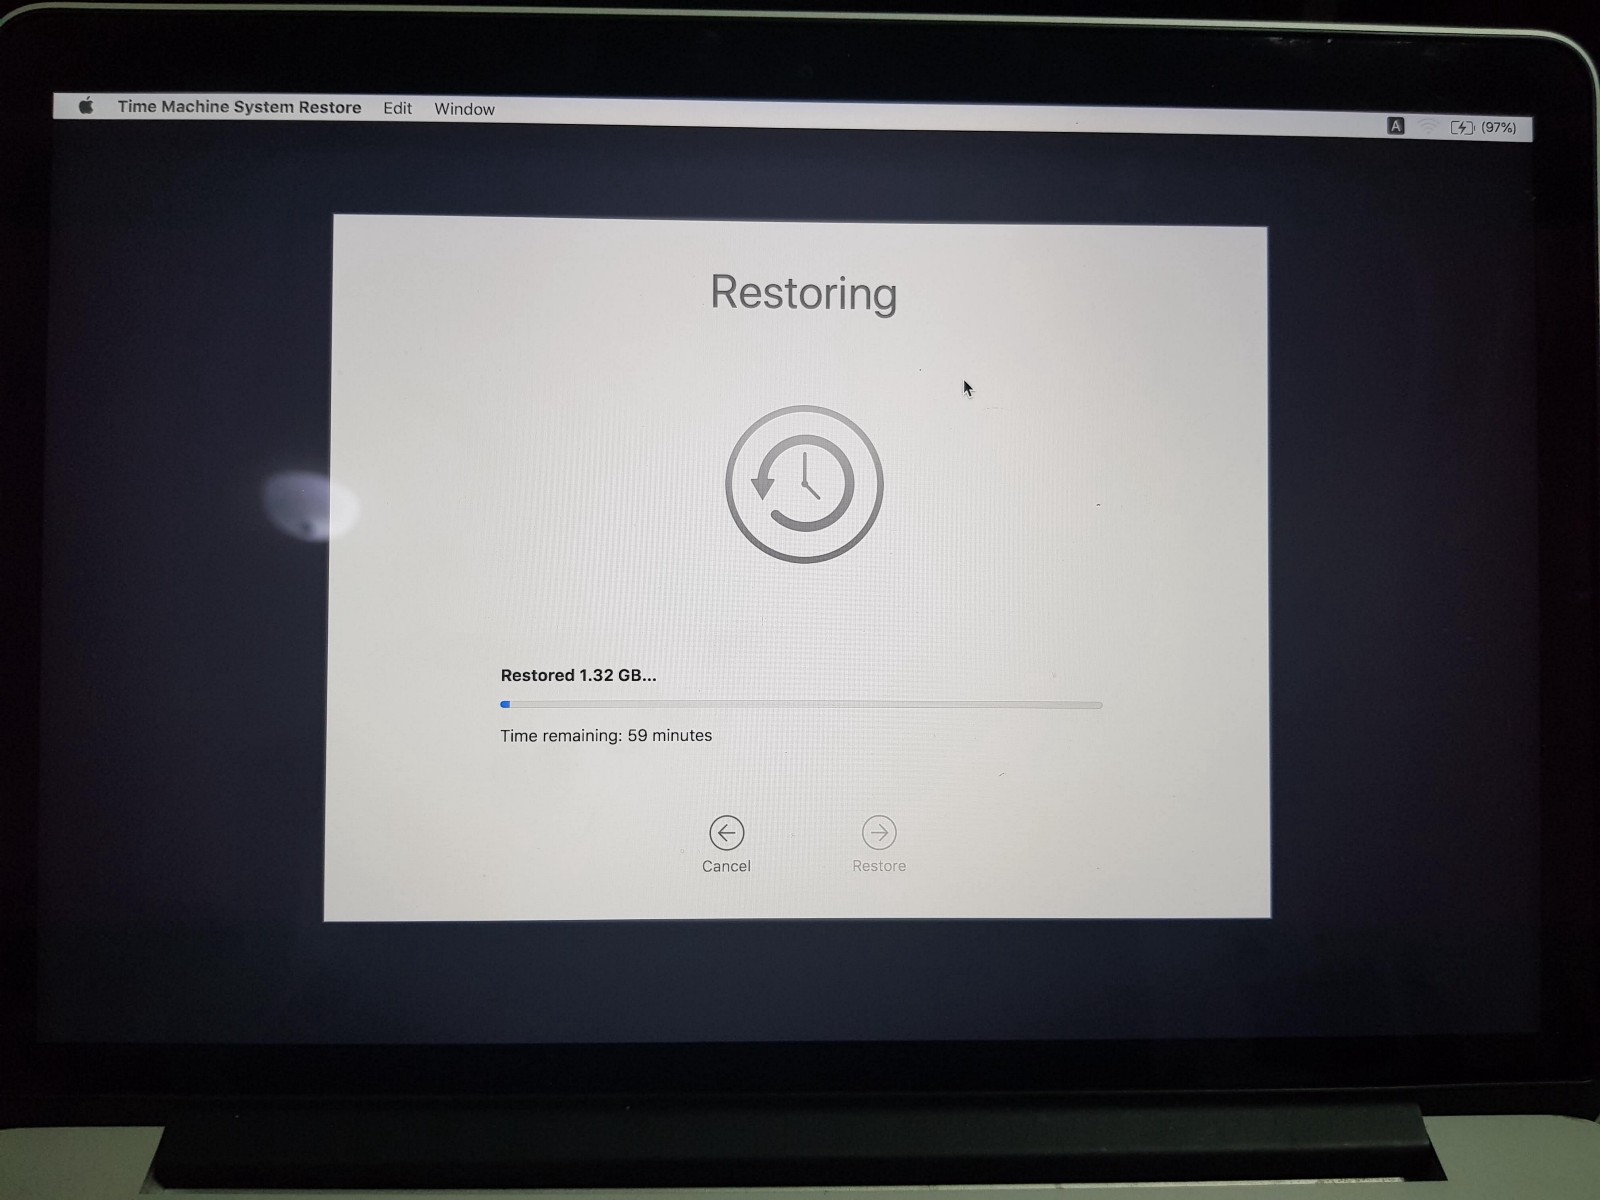 Time Machine System Restore Edit Window A (97%)
Restoring
Restored 1.32 GB...
Time remaining: 59 minutes
Cancel Restore